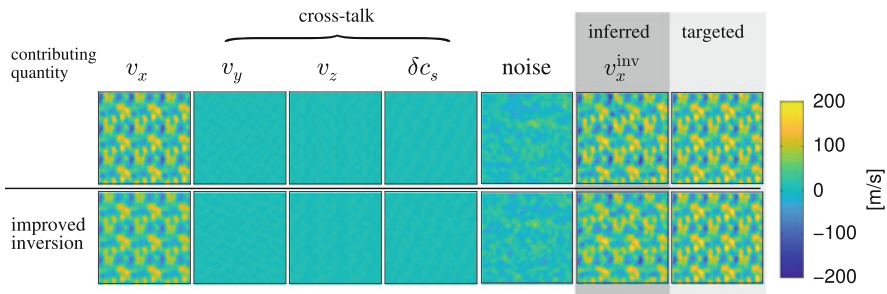 cross-talk
inferred
targeted
contributing
quantity
v_x
v_y
v_z
δc_s
noise
v_x^inv
200
100
0
−100
−200
[m/s]
improved
inversion